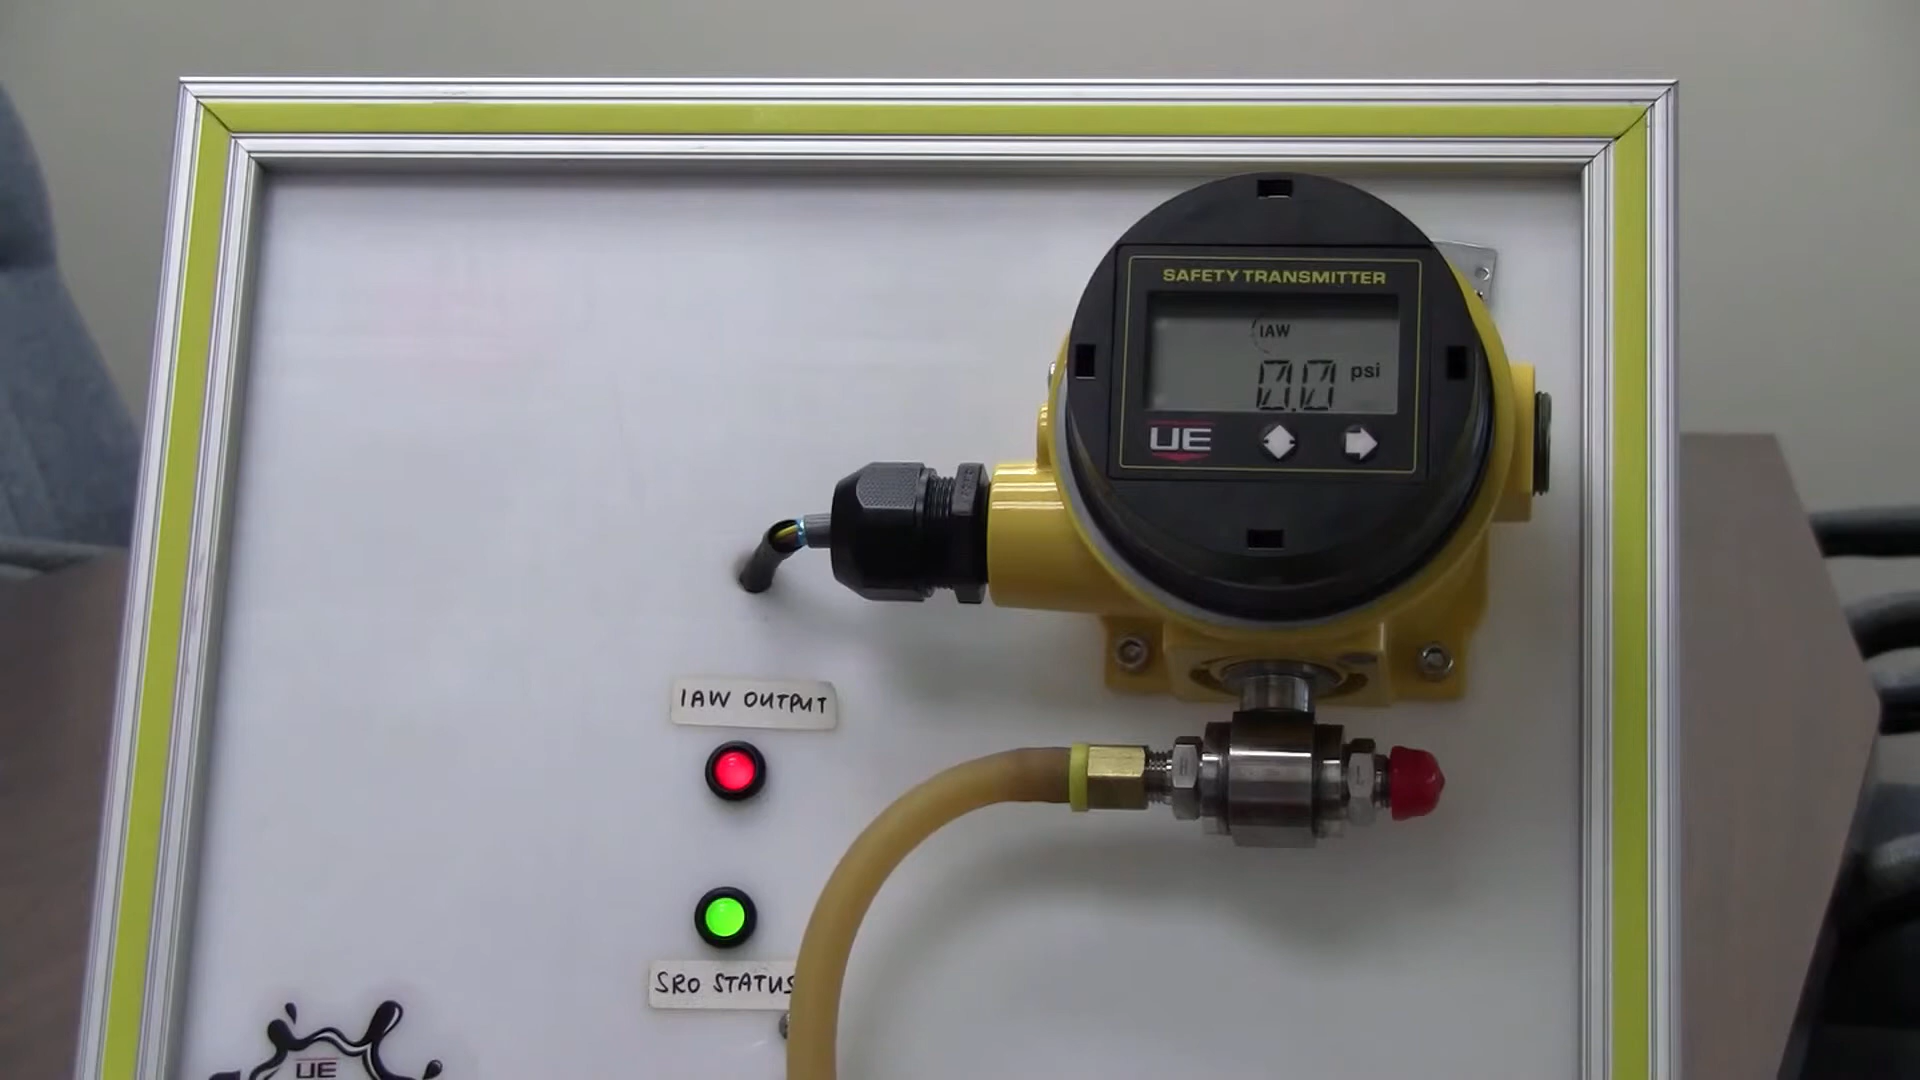 SAFETY TRANSMITTER
IAW
0.0 psi
UE
IAW OUTPUT
SRO STATUS
UE